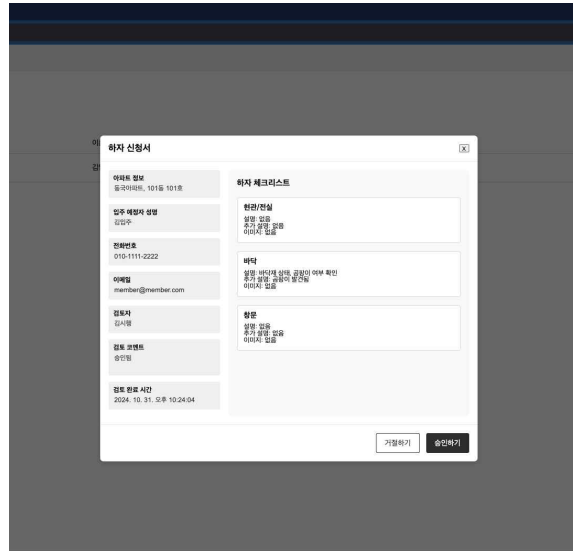 하자 신청서
X
아파트 정보
동국아파트, 101동 101호
입주 예정자 성명
김입주
전화번호
010-1111-2222
이메일
member@member.com
검토자
김시행
검토 코멘트
승인됨
검토 완료 시간
2024. 10. 31. 오후 10:24:04
하자 체크리스트
현관/전실
설명: 없음
추가 설명: 없음
이미지: 없음
바닥
설명: 바닥재 상태, 곰팡이 여부 확인
추가 설명: 곰팡이 발견됨
이미지: 없음
창문
설명: 없음
추가 설명: 없음
이미지: 없음
거절하기
승인하기